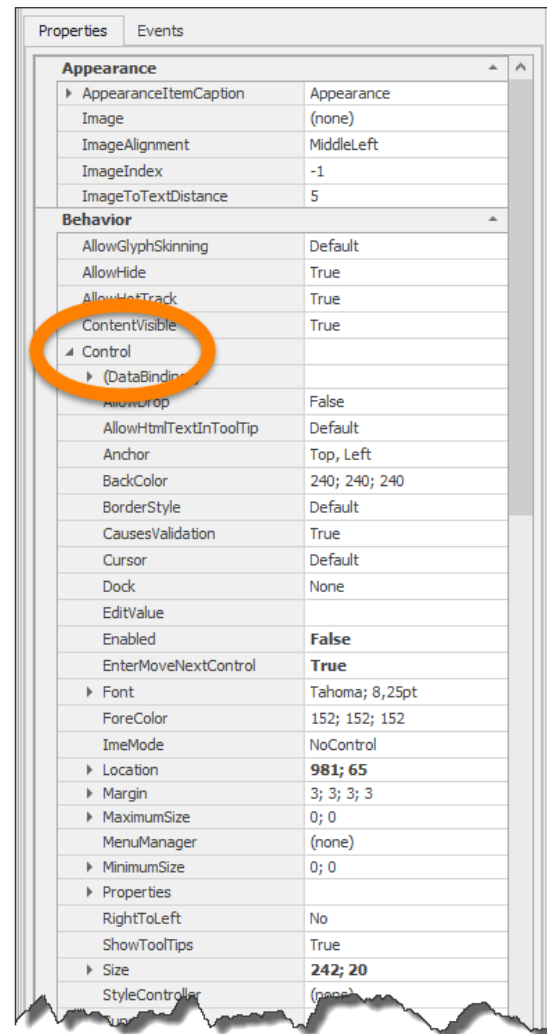 Properties Events
Appearance
AppearanceItemCaption Appearance
Image (none)
ImageAlignment MiddleLeft
ImageIndex -1
ImageToTextDistance 5
Behavior
AllowGlyphSkinning Default
AllowHide True
AllowHotTrack True
ContentVisible True
Control
(DataBindings)
AllowDrop False
AllowHtmlTextInToolTip Default
Anchor Top, Left
BackColor 240; 240; 240
BorderStyle Default
CausesValidation True
Cursor Default
Dock None
EditValue
Enabled False
EnterMoveNextControl True
Font Tahoma; 8,25pt
ForeColor 152; 152; 152
ImeMode NoControl
Location 981; 65
Margin 3; 3; 3; 3
MaximumSize 0; 0
MenuManager (none)
MinimumSize 0; 0
Properties
RightToLeft No
ShowToolTips True
Size 242; 20
StyleController (none)